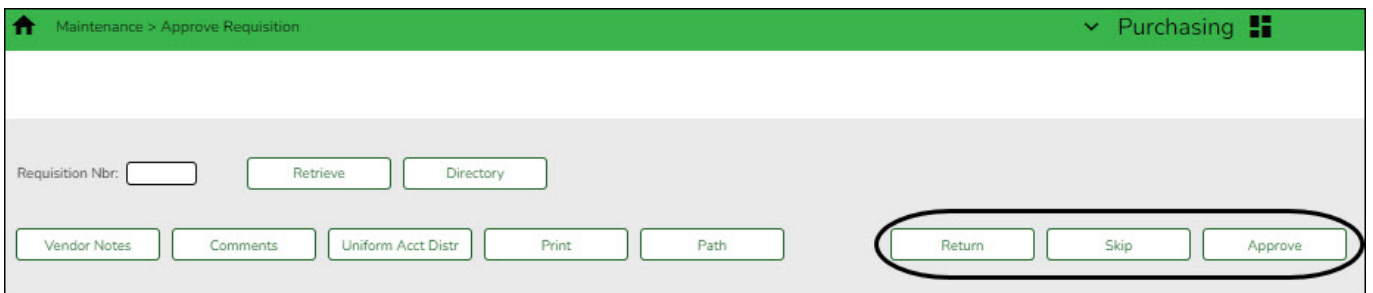 Maintenance > Approve Requisition Purchasing
Requisition Nbr: Retrieve Directory
Vendor Notes Comments Uniform Acct Distr Print Path Return Skip Approve